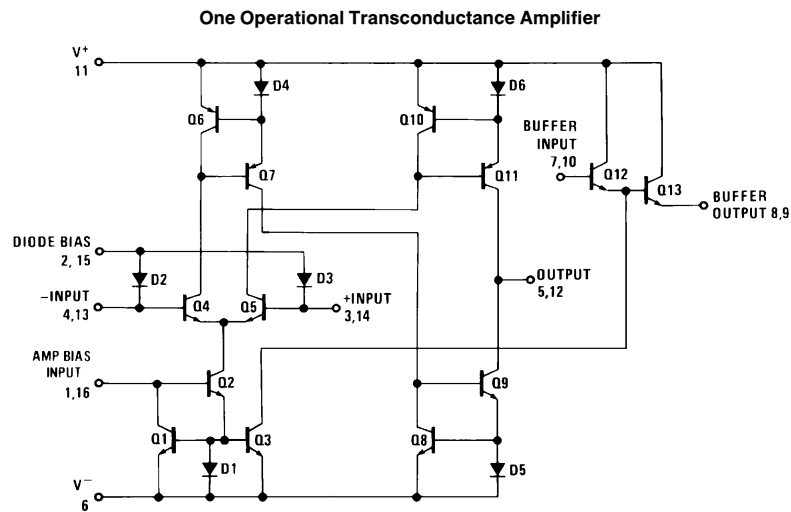 One Operational Transconductance Amplifier
V+
11
D4
D6
Q6
Q10
BUFFER
INPUT
7,10
Q7
Q11
Q12
Q13
BUFFER
OUTPUT 8,9
DIODE BIAS
2, 15
D2
D3
OUTPUT
5,12
−INPUT
4,13
Q4
Q5
+INPUT
3,14
AMP BIAS
INPUT
1,16
Q2
Q9
Q1
Q3
Q8
D1
D5
V−
6